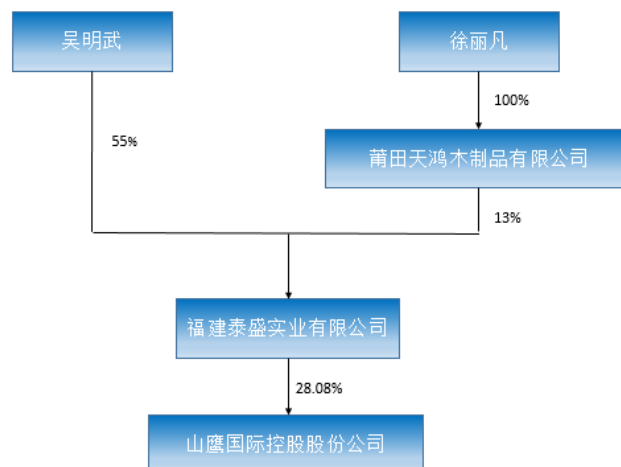 吴明武
徐丽凡
100%
55%
莆田天鸿木制品有限公司
13%
福建泰盛实业有限公司
28.08%
山鹰国际控股股份公司